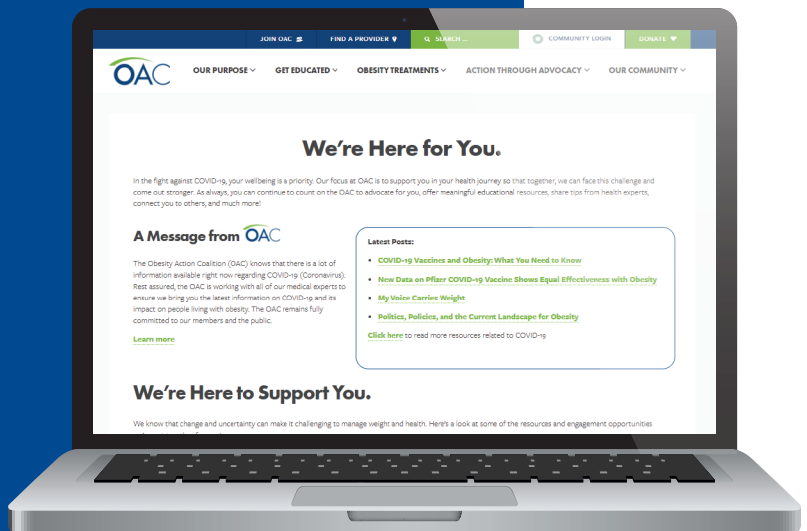 JOIN OAC FIND A PROVIDER SEARCH ... COMMUNITY LOGIN DONATE
OAC OUR PURPOSE GET EDUCATED OBESITY TREATMENTS ACTION THROUGH ADVOCACY OUR COMMUNITY
We're Here for You.
In the fight against COVID-19, your wellbeing is a priority. Our focus at OAC is to support you in your health journey so that together, we can face this challenge and
come out stronger. As always, you can continue to count on the OAC to advocate for you, offer meaningful educational resources, share tips from health experts,
connect you to others, and much more!
A Message from OAC
The Obesity Action Coalition (OAC) knows that there is a lot of
information available right now regarding COVID-19 (Coronavirus).
Rest assured, the OAC is working with all of our medical experts to
ensure we bring you the latest information on COVID-19 and its
impact on people living with obesity. The OAC remains fully
committed to our members and the public.
Learn more
Latest Posts:
• COVID-19 Vaccines and Obesity: What You Need to Know
• New Data on Pfizer COVID-19 Vaccine Shows Equal Effectiveness with Obesity
• My Voice Carries Weight
• Politics, Policies, and the Current Landscape for Obesity
Click here to read more resources related to COVID-19
We're Here to Support You.
We know that change and uncertainty can make it challenging to manage weight and health. Here's a look at some of the resources and engagement opportunities